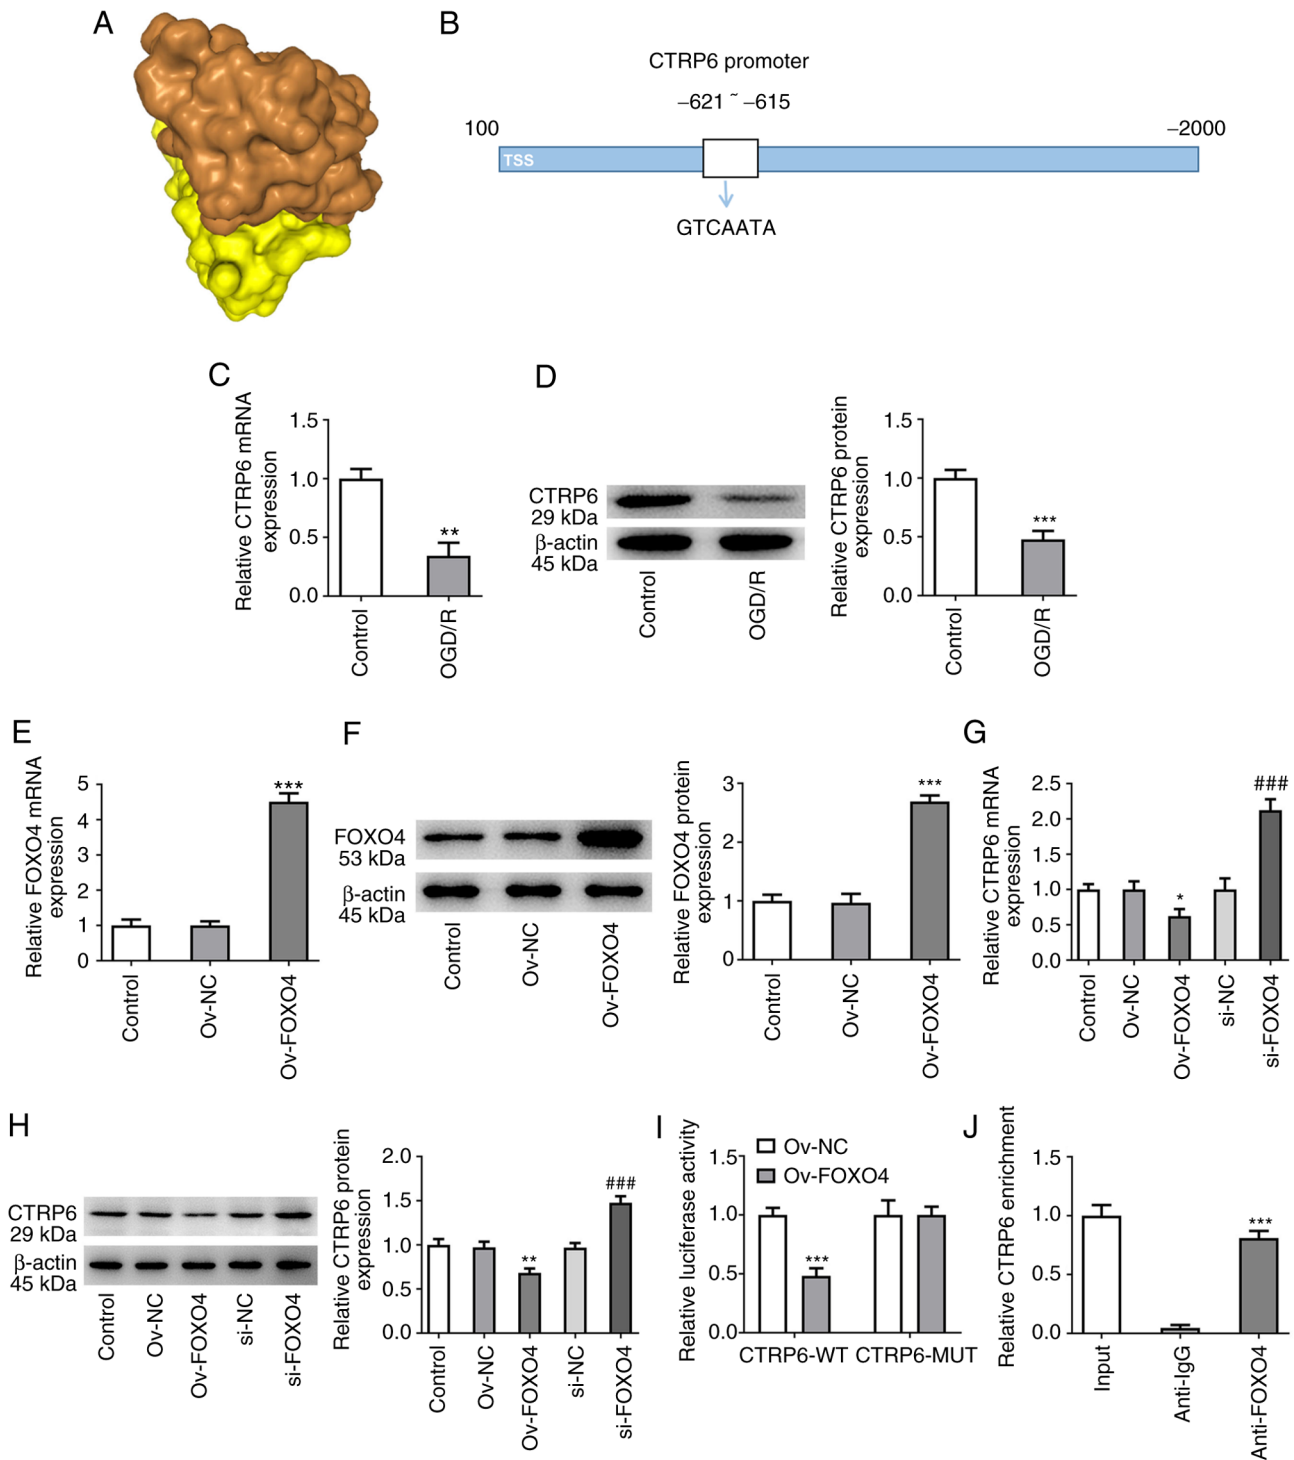 A
B
CTRP6 promoter
−621 ~ −615
100
−2000
TSS
GTCAATA
C
Relative CTRP6 mRNA
expression
1.5
1.0
0.5
0.0
**
Control
OGD/R
D
CTRP6
29 kDa
β-actin
45 kDa
Control
OGD/R
Relative CTRP6 protein
expression
1.5
1.0
0.5
0.0
***
Control
OGD/R
E
Relative FOXO4 mRNA
expression
5
4
3
2
1
0
***
Control
Ov-NC
Ov-FOXO4
F
FOXO4
53 kDa
β-actin
45 kDa
Control
Ov-NC
Ov-FOXO4
Relative FOXO4 protein
expression
3
2
1
0
***
Control
Ov-NC
Ov-FOXO4
G
Relative CTRP6 mRNA
expression
2.5
2.0
1.5
1.0
0.5
0.0
*
###
Control
Ov-NC
Ov-FOXO4
si-NC
si-FOXO4
H
CTRP6
29 kDa
β-actin
45 kDa
Control
Ov-NC
Ov-FOXO4
si-NC
si-FOXO4
Relative CTRP6 protein
expression
2.0
1.5
1.0
0.5
0.0
**
###
Control
Ov-NC
Ov-FOXO4
si-NC
si-FOXO4
I
Relative luciferase activity
Ov-NC
Ov-FOXO4
1.5
1.0
0.5
0.0
***
CTRP6-WT CTRP6-MUT
J
Relative CTRP6 enrichment
1.5
1.0
0.5
0.0
***
Input
Anti-IgG
Anti-FOXO4